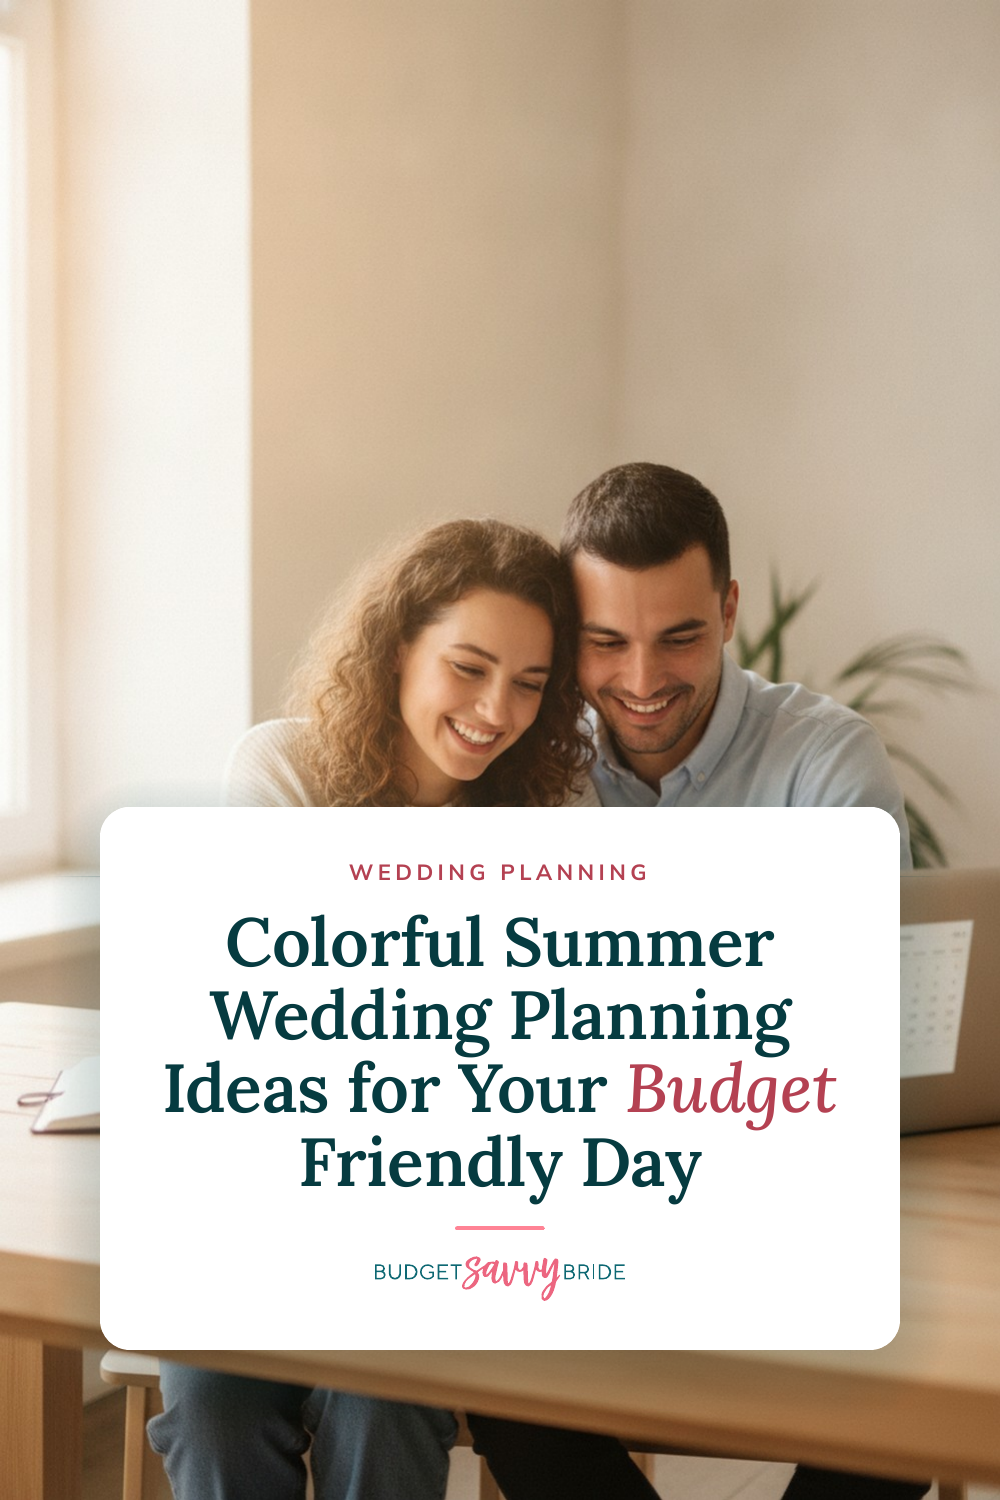 WEDDING PLANNING
Colorful Summer
Wedding Planning
Ideas for Your Budget
Friendly Day
BUDGET savvy BRIDE